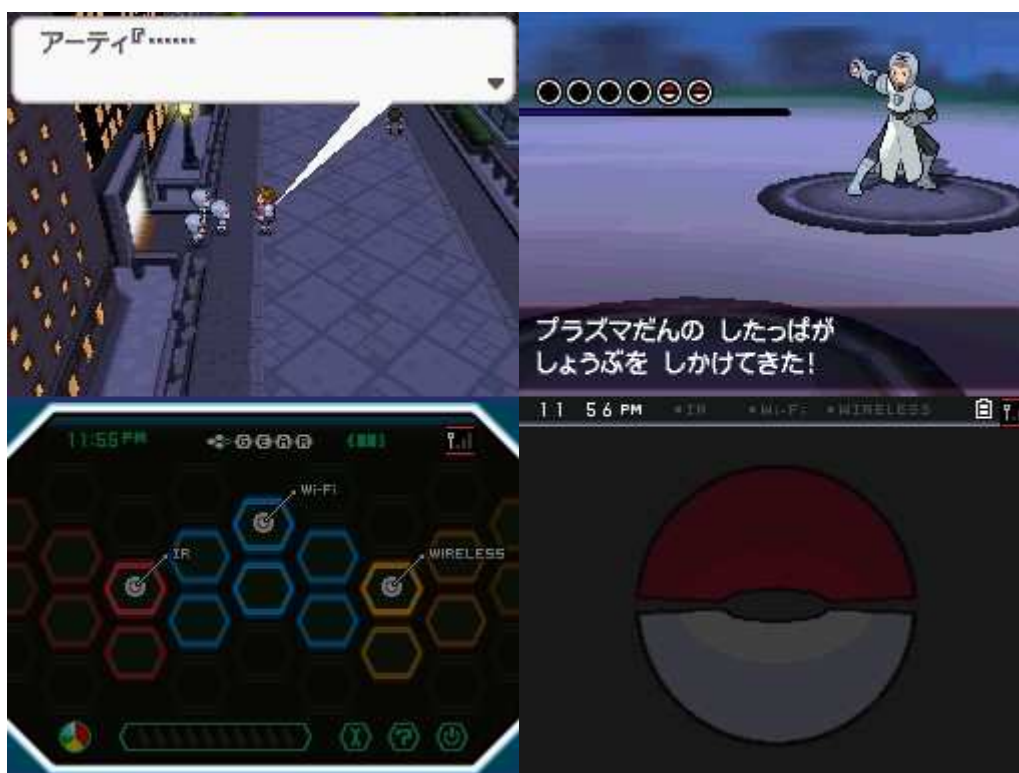 アーティ『……
プラズマだんの したっぱが
しょうぶを しかけてきた!
11:55 PM
GEAR
Wi-Fi
IR
WIRELESS
?
11 56 PM
IR
Wi-Fi
WIRELESS